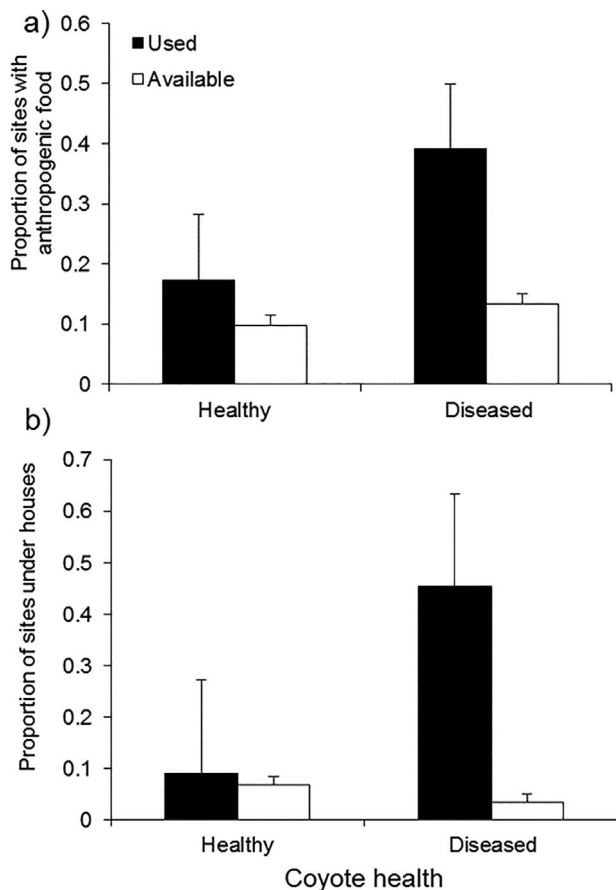 a)
0.6
0.5
0.4
0.3
0.2
0.1
0
Proportion of sites with
anthropogenic food
Used
Available
Healthy
Diseased
b)
0.7
0.6
0.5
0.4
0.3
0.2
0.1
0
Proportion of sites under houses
Healthy
Diseased
Coyote health